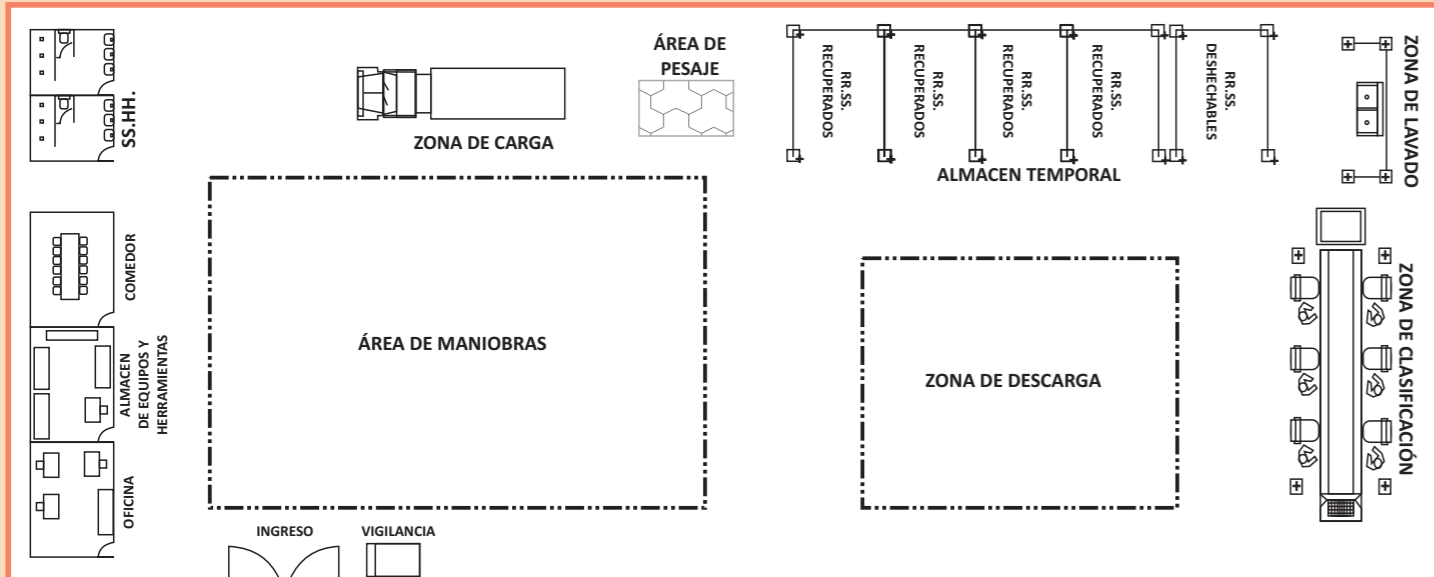 SS.HH.
ZONA DE CARGA
ÁREA DE
PESAJE
RR.SS.
RECUPERADOS
RR.SS.
RECUPERADOS
RR.SS.
RECUPERADOS
RR.SS.
RECUPERADOS
RR.SS.
DESHECHABLES
ALMACEN TEMPORAL
ZONA DE LAVADO
COMEDOR
ALMACEN
DE EQUIPOS Y
HERRAMIENTAS
OFICINA
ÁREA DE MANIOBRAS
ZONA DE DESCARGA
ZONA DE CLASIFICACIÓN
INGRESO
VIGILANCIA